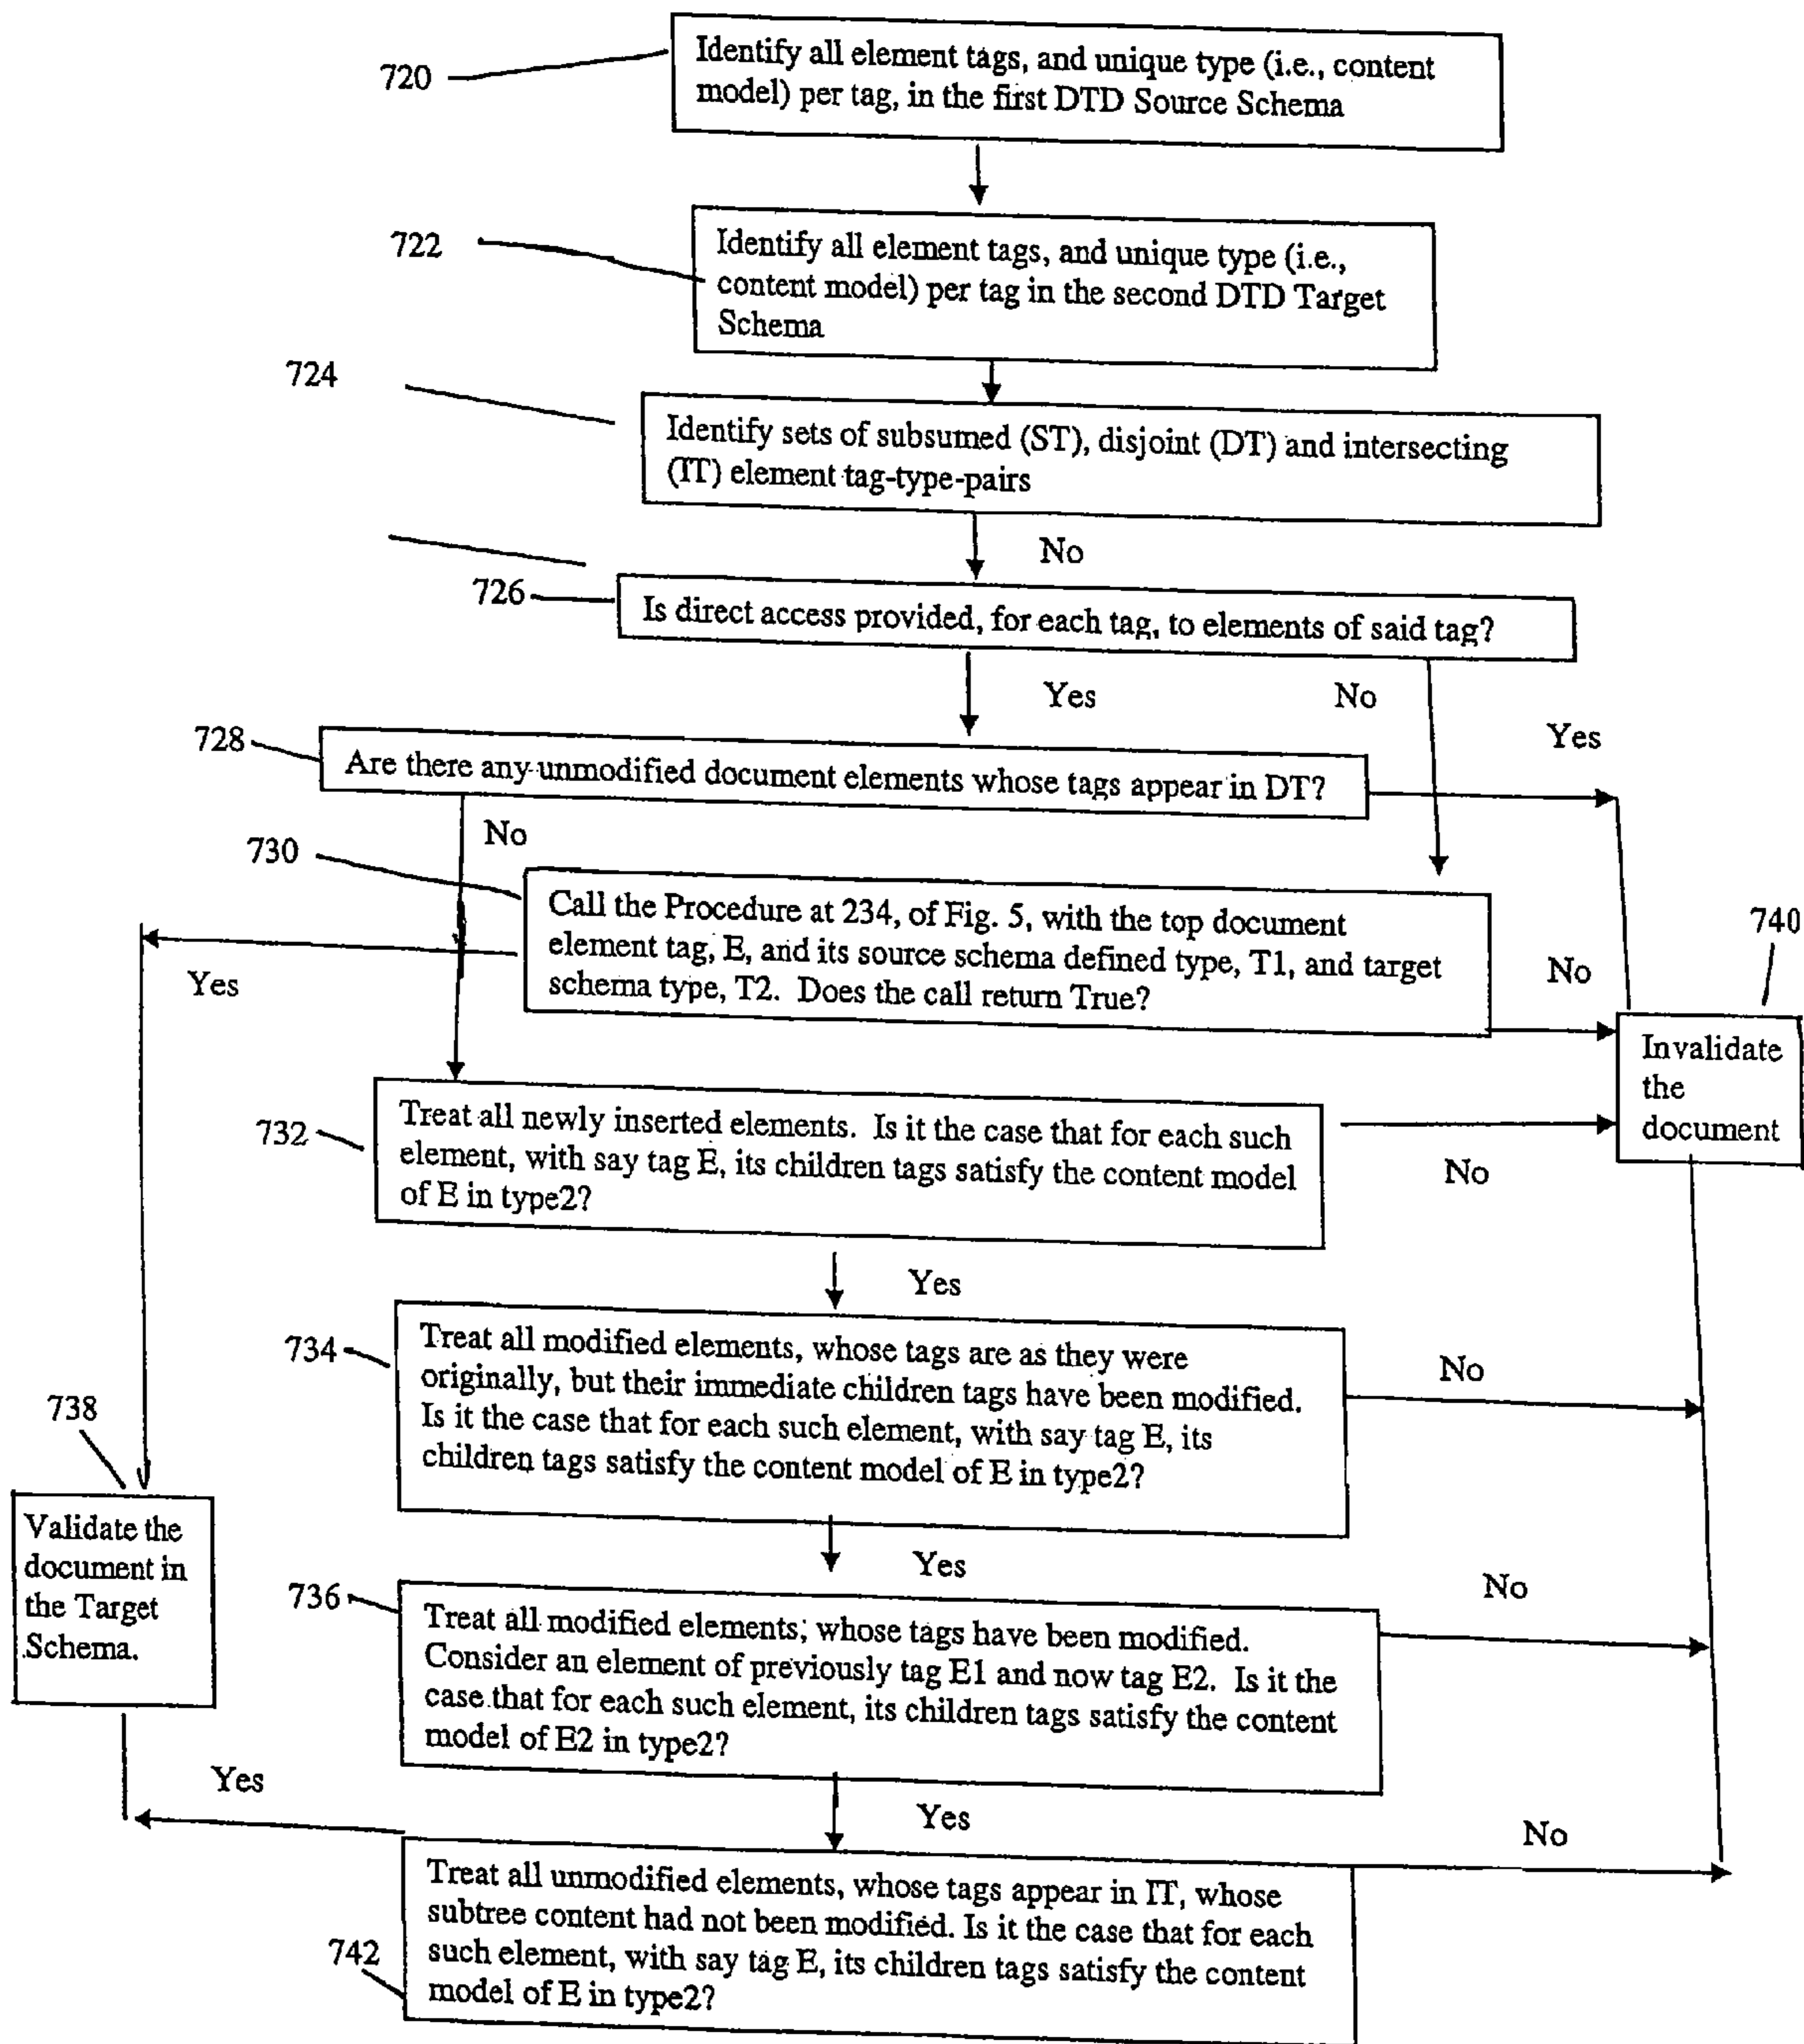 720
Identify all element tags, and unique type (i.e., content
model) per tag, in the first DTD Source Schema
722
Identify all element tags, and unique type (i.e.,
content model) per tag in the second DTD Target
Schema
724
Identify sets of subsumed (ST), disjoint (DT) and intersecting
(IT) element tag-type-pairs
No
726
Is direct access provided, for each tag, to elements of said tag?
Yes
No
Yes
728
Are there any unmodified document elements whose tags appear in DT?
No
730
Call the Procedure at 234, of Fig. 5, with the top document
element tag, E, and its source schema defined type, T1, and target
schema type, T2. Does the call return True?
Yes
No
740
Invalidate
the
document
732
Treat all newly inserted elements. Is it the case that for each such
element, with say tag E, its children tags satisfy the content model
of E in type2?
No
Yes
734
Treat all modified elements, whose tags are as they were
originally, but their immediate children tags have been modified.
Is it the case that for each such element, with say tag E, its
children tags satisfy the content model of E in type2?
No
738
Validate the
document in
the Target
Schema.
Yes
736
Treat all modified elements; whose tags have been modified.
Consider an element of previously tag E1 and now tag E2. Is it the
case that for each such element, its children tags satisfy the content
model of E2 in type2?
No
Yes
Yes
No
742
Treat all unmodified elements, whose tags appear in IT, whose
subtree content had not been modified. Is it the case that for each
such element, with say tag E, its children tags satisfy the content
model of E in type2?